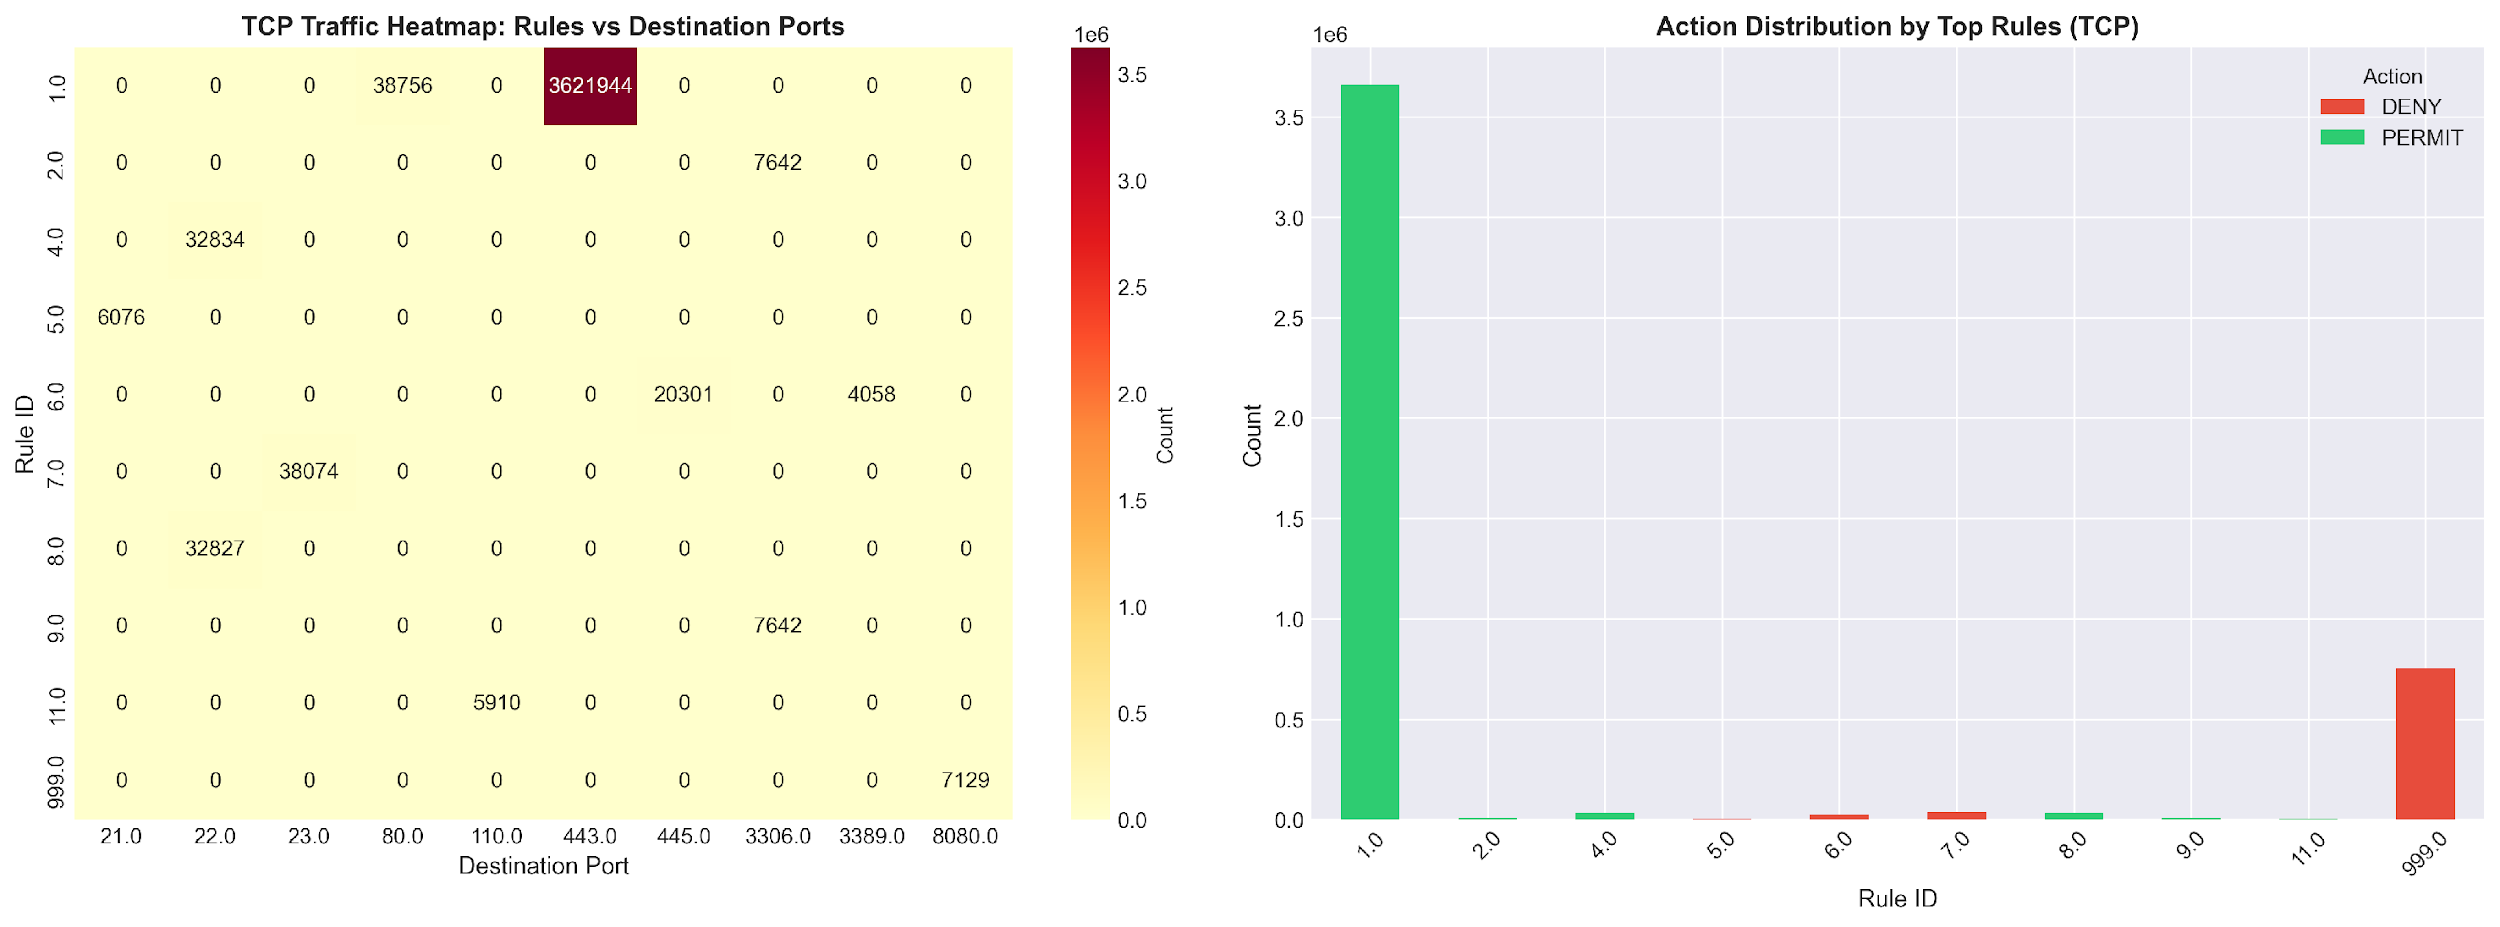 TCP Traffic Heatmap: Rules vs Destination Ports
Rule ID
1.0 0 0 0 38756 0 3621944 0 0 0 0
2.0 0 0 0 0 0 0 0 7642 0 0
4.0 0 32834 0 0 0 0 0 0 0 0
5.0 6076 0 0 0 0 0 0 0 0 0
6.0 0 0 0 0 0 0 20301 0 4058 0
7.0 0 0 38074 0 0 0 0 0 0 0
8.0 0 32827 0 0 0 0 0 0 0 0
9.0 0 0 0 0 0 0 0 7642 0 0
11.0 0 0 0 0 5910 0 0 0 0 0
999.0 0 0 0 0 0 0 0 0 0 7129
21.0 22.0 23.0 80.0 110.0 443.0 445.0 3306.0 3389.0 8080.0
Destination Port
1e6
3.5
3.0
2.5
2.0
1.5
1.0
0.5
0.0
Count
Action Distribution by Top Rules (TCP)
1e6
Action
DENY
PERMIT
3.5
3.0
2.5
2.0
1.5
1.0
0.5
0.0
Count
1.0 2.0 4.0 5.0 6.0 7.0 8.0 9.0 11.0 999.0
Rule ID